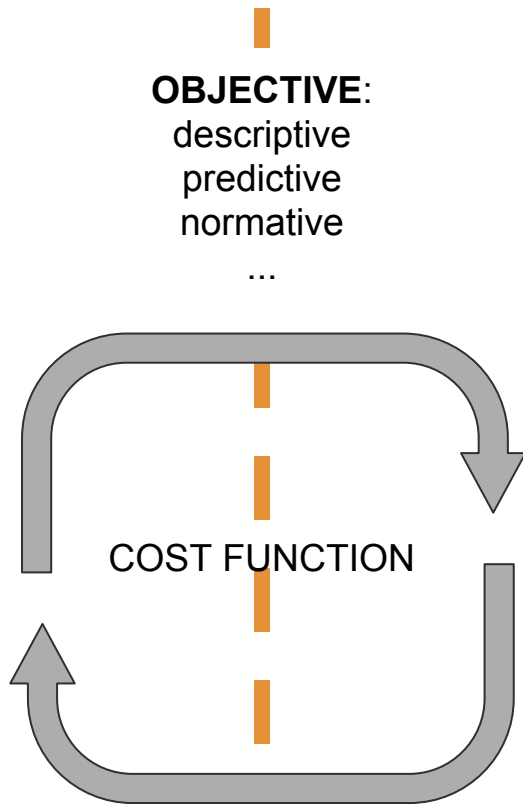 OBJECTIVE:
descriptive
predictive
normative
...
COST FUNCTION